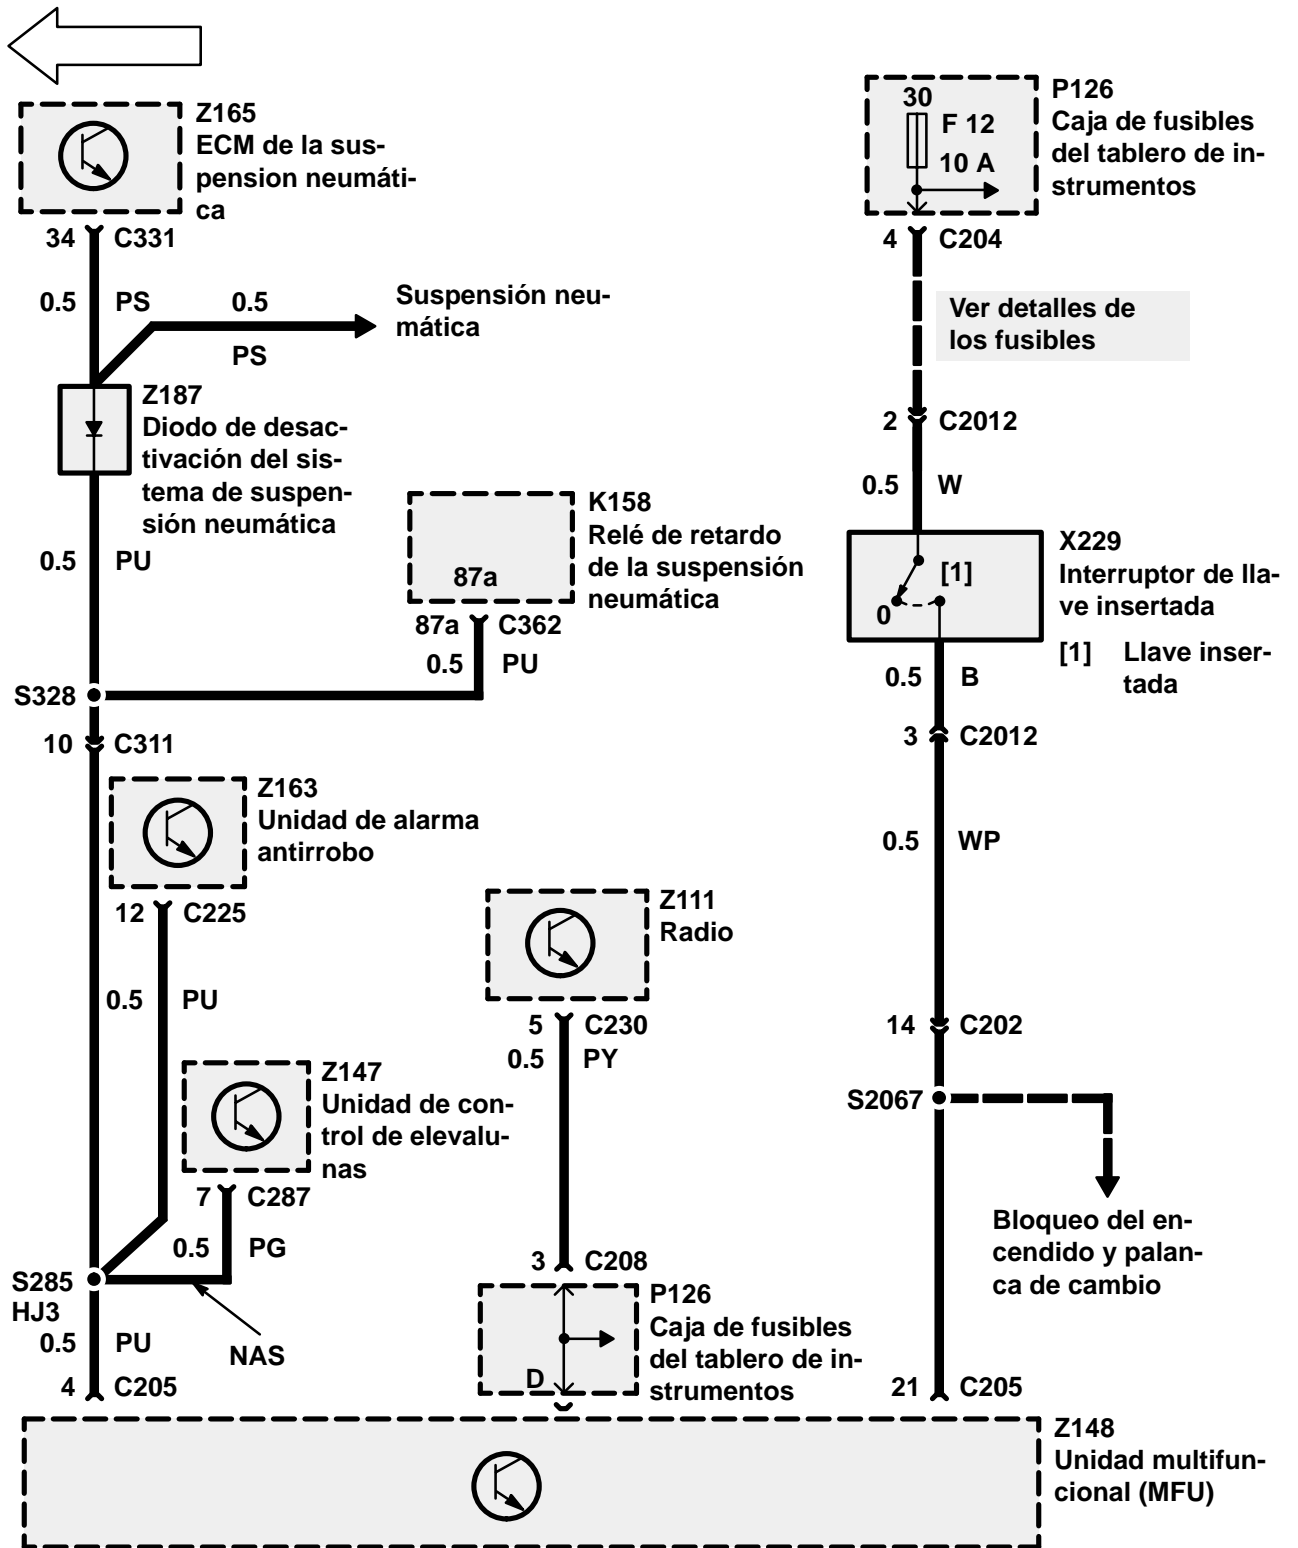 Z165
ECM de la sus-
pension neumáti-
ca
34 C331
0.5 PS
0.5
PS
Suspensión neu-
mática
Z187
Diodo de desac-
tivación del sis-
tema de suspen-
sión neumática
0.5 PU
K158
Relé de retardo
de la suspensión
neumática
87a
87a C362
0.5 PU
S328
10 C311
Z163
Unidad de alarma
antirrobo
12 C225
0.5 PU
Z147
Unidad de con-
trol de elevalu-
nas
7 C287
0.5 PG
S285
HJ3
NAS
0.5 PU
4 C205
Z111
Radio
5 C230
0.5 PY
3 C208
P126
Caja de fusibles
del tablero de in-
strumentos
D
P126
Caja de fusibles
del tablero de in-
strumentos
30
F 12
10 A
4 C204
Ver detalles de
los fusibles
2 C2012
0.5 W
X229
Interruptor de lla-
ve insertada
[1] Llave inser-
tada
[1]
0
0.5 B
3 C2012
0.5 WP
14 C202
S2067
Bloqueo del en-
cendido y palan-
ca de cambio
21 C205
Z148
Unidad multifun-
cional (MFU)